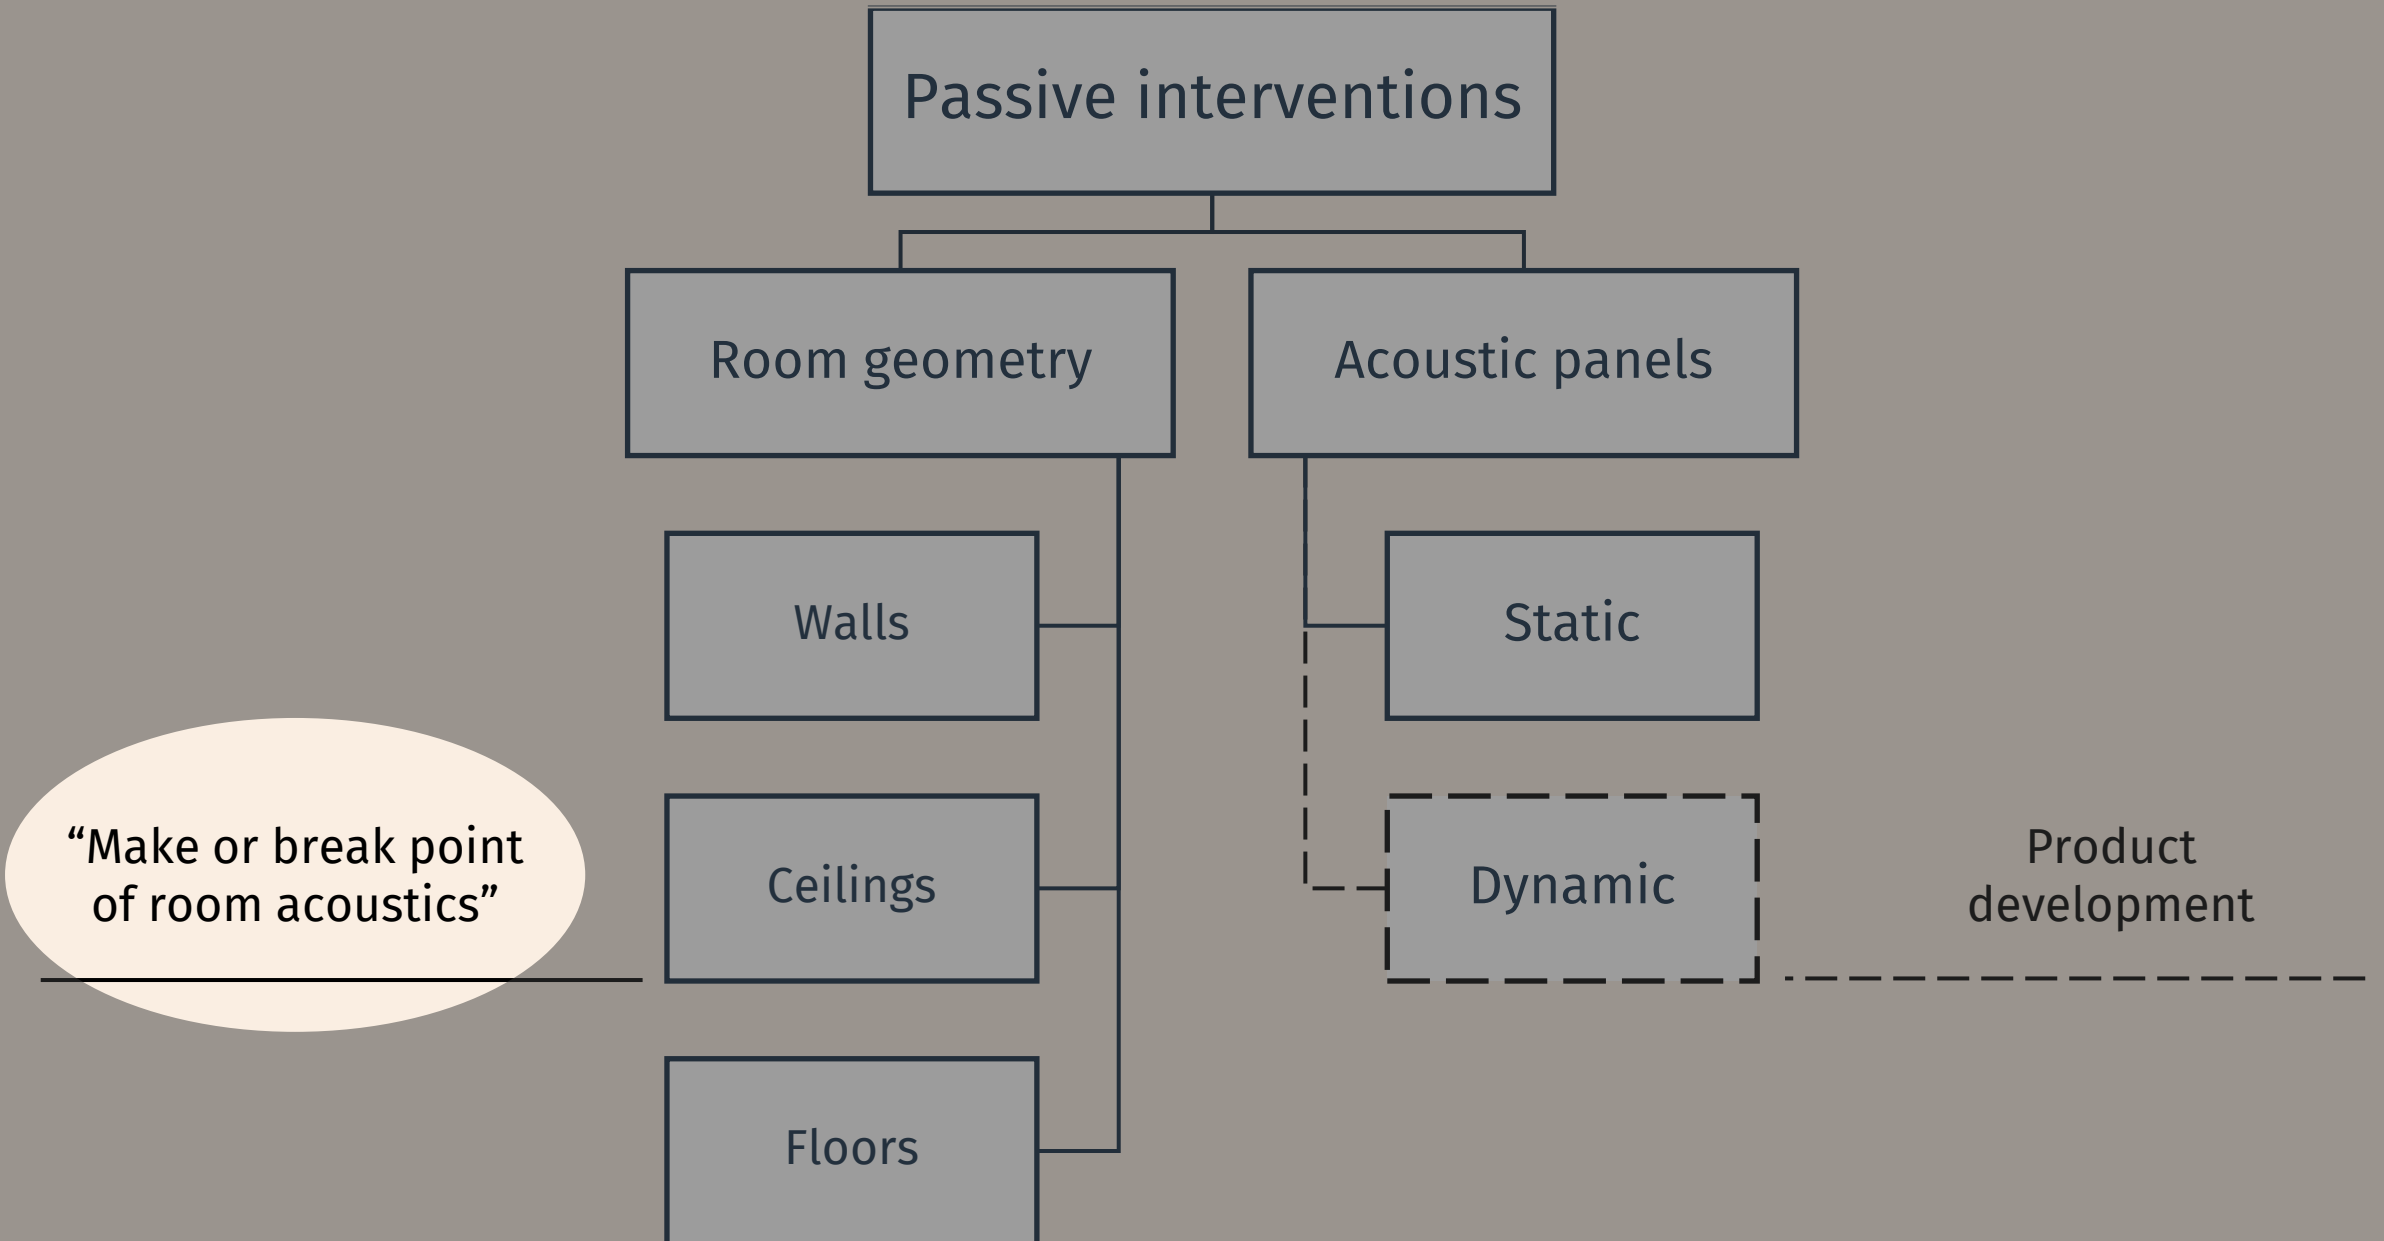 Passive interventions
Room geometry
Acoustic panels
Walls
Static
“Make or break point
of room acoustics”
Ceilings
Dynamic
Product
development
Floors